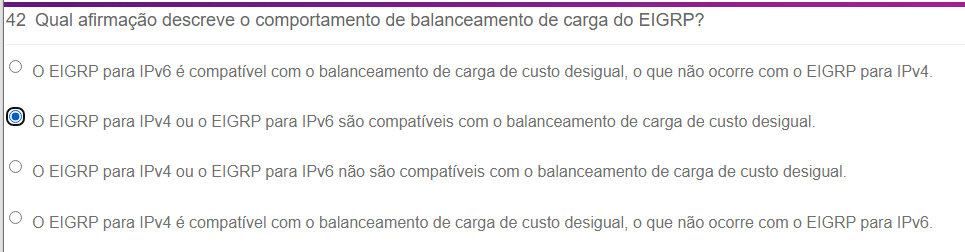 42 Qual afirmação descreve o comportamento de balanceamento de carga do EIGRP?
O EIGRP para IPv6 é compatível com o balanceamento de carga de custo desigual, o que não ocorre com o EIGRP para IPv4.
O EIGRP para IPv4 ou o EIGRP para IPv6 são compatíveis com o balanceamento de carga de custo desigual.
O EIGRP para IPv4 ou o EIGRP para IPv6 não são compatíveis com o balanceamento de carga de custo desigual.
O EIGRP para IPv4 é compatível com o balanceamento de carga de custo desigual, o que não ocorre com o EIGRP para IPv6.